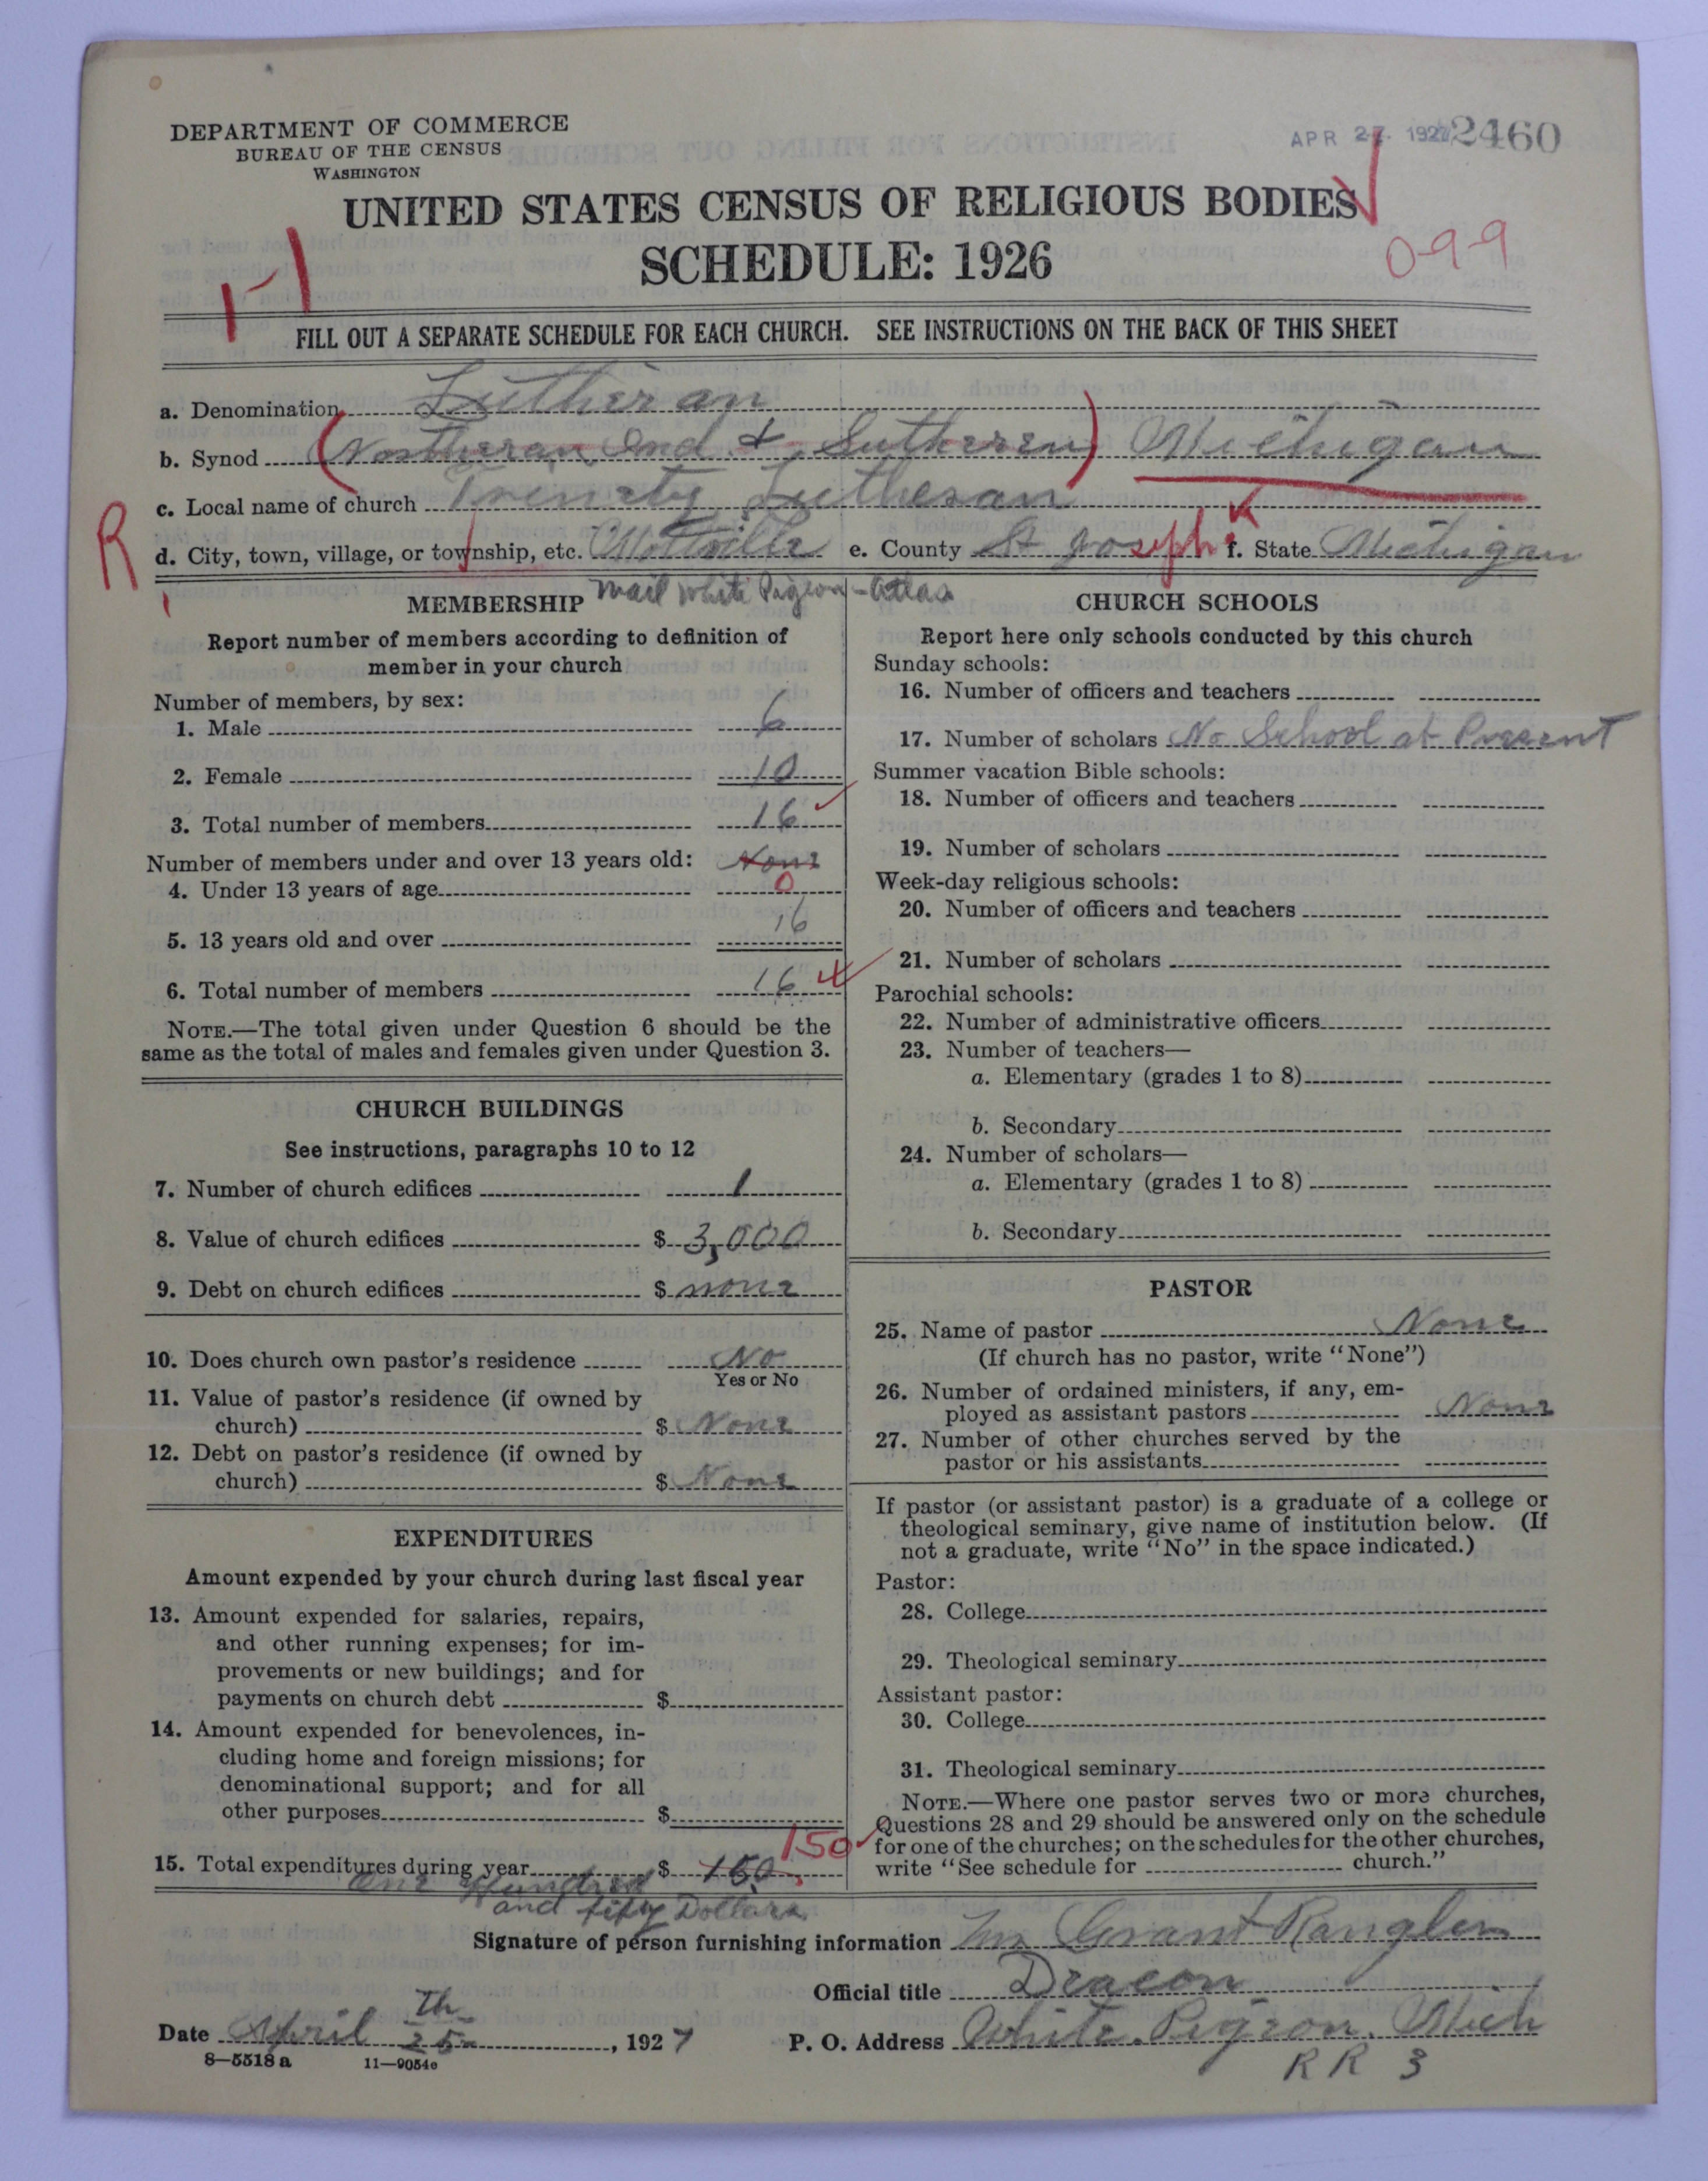 DEPARTMENT OF COMMERCE
BUREAU OF THE CENSUS
WASHINGTON
APR 27 1927
2460
UNITED STATES CENSUS OF RELIGIOUS BODIES
SCHEDULE: 1926
0-9-9
1-1
FILL OUT A SEPARATE SCHEDULE FOR EACH CHURCH. SEE INSTRUCTIONS ON THE BACK OF THIS SHEET
a. Denomination Lutheran
b. Synod (Northeran Ind & Sutheren) Michigan
c. Local name of church Trenity Lutheran
R
d. City, town, village, or township, etc. Mottville e. County St Joseph f. State Michigan
Mail White Pigeon - Atlas
MEMBERSHIP
Report number of members according to definition of
member in your church
Number of members, by sex:
1. Male 6
2. Female 10
3. Total number of members 16
Number of members under and over 13 years old: None
4. Under 13 years of age 0
5. 13 years old and over 16
6. Total number of members 16
NOTE.—The total given under Question 6 should be the
same as the total of males and females given under Question 3.
CHURCH BUILDINGS
See instructions, paragraphs 10 to 12
7. Number of church edifices 1
8. Value of church edifices $ 3,000
9. Debt on church edifices $ none
10. Does church own pastor's residence No
Yes or No
11. Value of pastor's residence (if owned by
church) $ None
12. Debt on pastor's residence (if owned by
church) $ None
EXPENDITURES
Amount expended by your church during last fiscal year
13. Amount expended for salaries, repairs,
and other running expenses; for im-
provements or new buildings; and for
payments on church debt $
14. Amount expended for benevolences, in-
cluding home and foreign missions; for
denominational support; and for all
other purposes $
150
15. Total expenditures during year $ 150
One Hundred
and fifty Dollars
CHURCH SCHOOLS
Report here only schools conducted by this church
Sunday schools:
16. Number of officers and teachers
17. Number of scholars No School at Present
Summer vacation Bible schools:
18. Number of officers and teachers
19. Number of scholars
Week-day religious schools:
20. Number of officers and teachers
21. Number of scholars
Parochial schools:
22. Number of administrative officers
23. Number of teachers—
a. Elementary (grades 1 to 8)
b. Secondary
24. Number of scholars—
a. Elementary (grades 1 to 8)
b. Secondary
PASTOR
25. Name of pastor None
(If church has no pastor, write "None")
26. Number of ordained ministers, if any, em-
ployed as assistant pastors None
27. Number of other churches served by the
pastor or his assistants
If pastor (or assistant pastor) is a graduate of a college or
theological seminary, give name of institution below. (If
not a graduate, write "No" in the space indicated.)
Pastor:
28. College
29. Theological seminary
Assistant pastor:
30. College
31. Theological seminary
NOTE.—Where one pastor serves two or more churches,
Questions 28 and 29 should be answered only on the schedule
for one of the churches; on the schedules for the other churches,
write "See schedule for church."
Signature of person furnishing information Grant Rangler
Official title Deacon
Date April 25th, 1927 P. O. Address White Pigeon. Mich
8—5518 a 11—9054c
R R 3